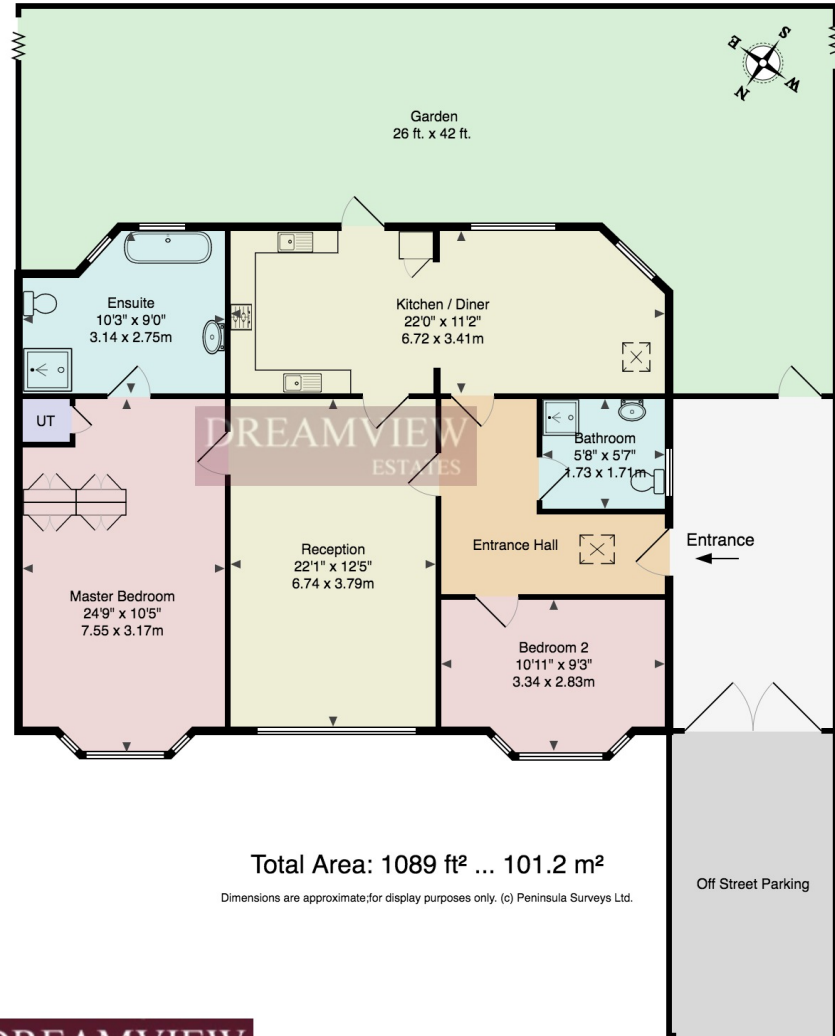 S
E
W
N
Garden
26 ft. x 42 ft.
Ensuite
10'3" x 9'0"
3.14 x 2.75m
Kitchen / Diner
22'0" x 11'2"
6.72 x 3.41m
UT
DREAMVIEW
ESTATES
Bathroom
5'8" x 5'7"
1.73 x 1.71m
Entrance Hall
Entrance
Reception
22'1" x 12'5"
6.74 x 3.79m
Master Bedroom
24'9" x 10'5"
7.55 x 3.17m
Bedroom 2
10'11" x 9'3"
3.34 x 2.83m
Total Area: 1089 ft² ... 101.2 m²
Dimensions are approximate;for display purposes only. (c) Peninsula Surveys Ltd.
Off Street Parking
DREAMVIEW